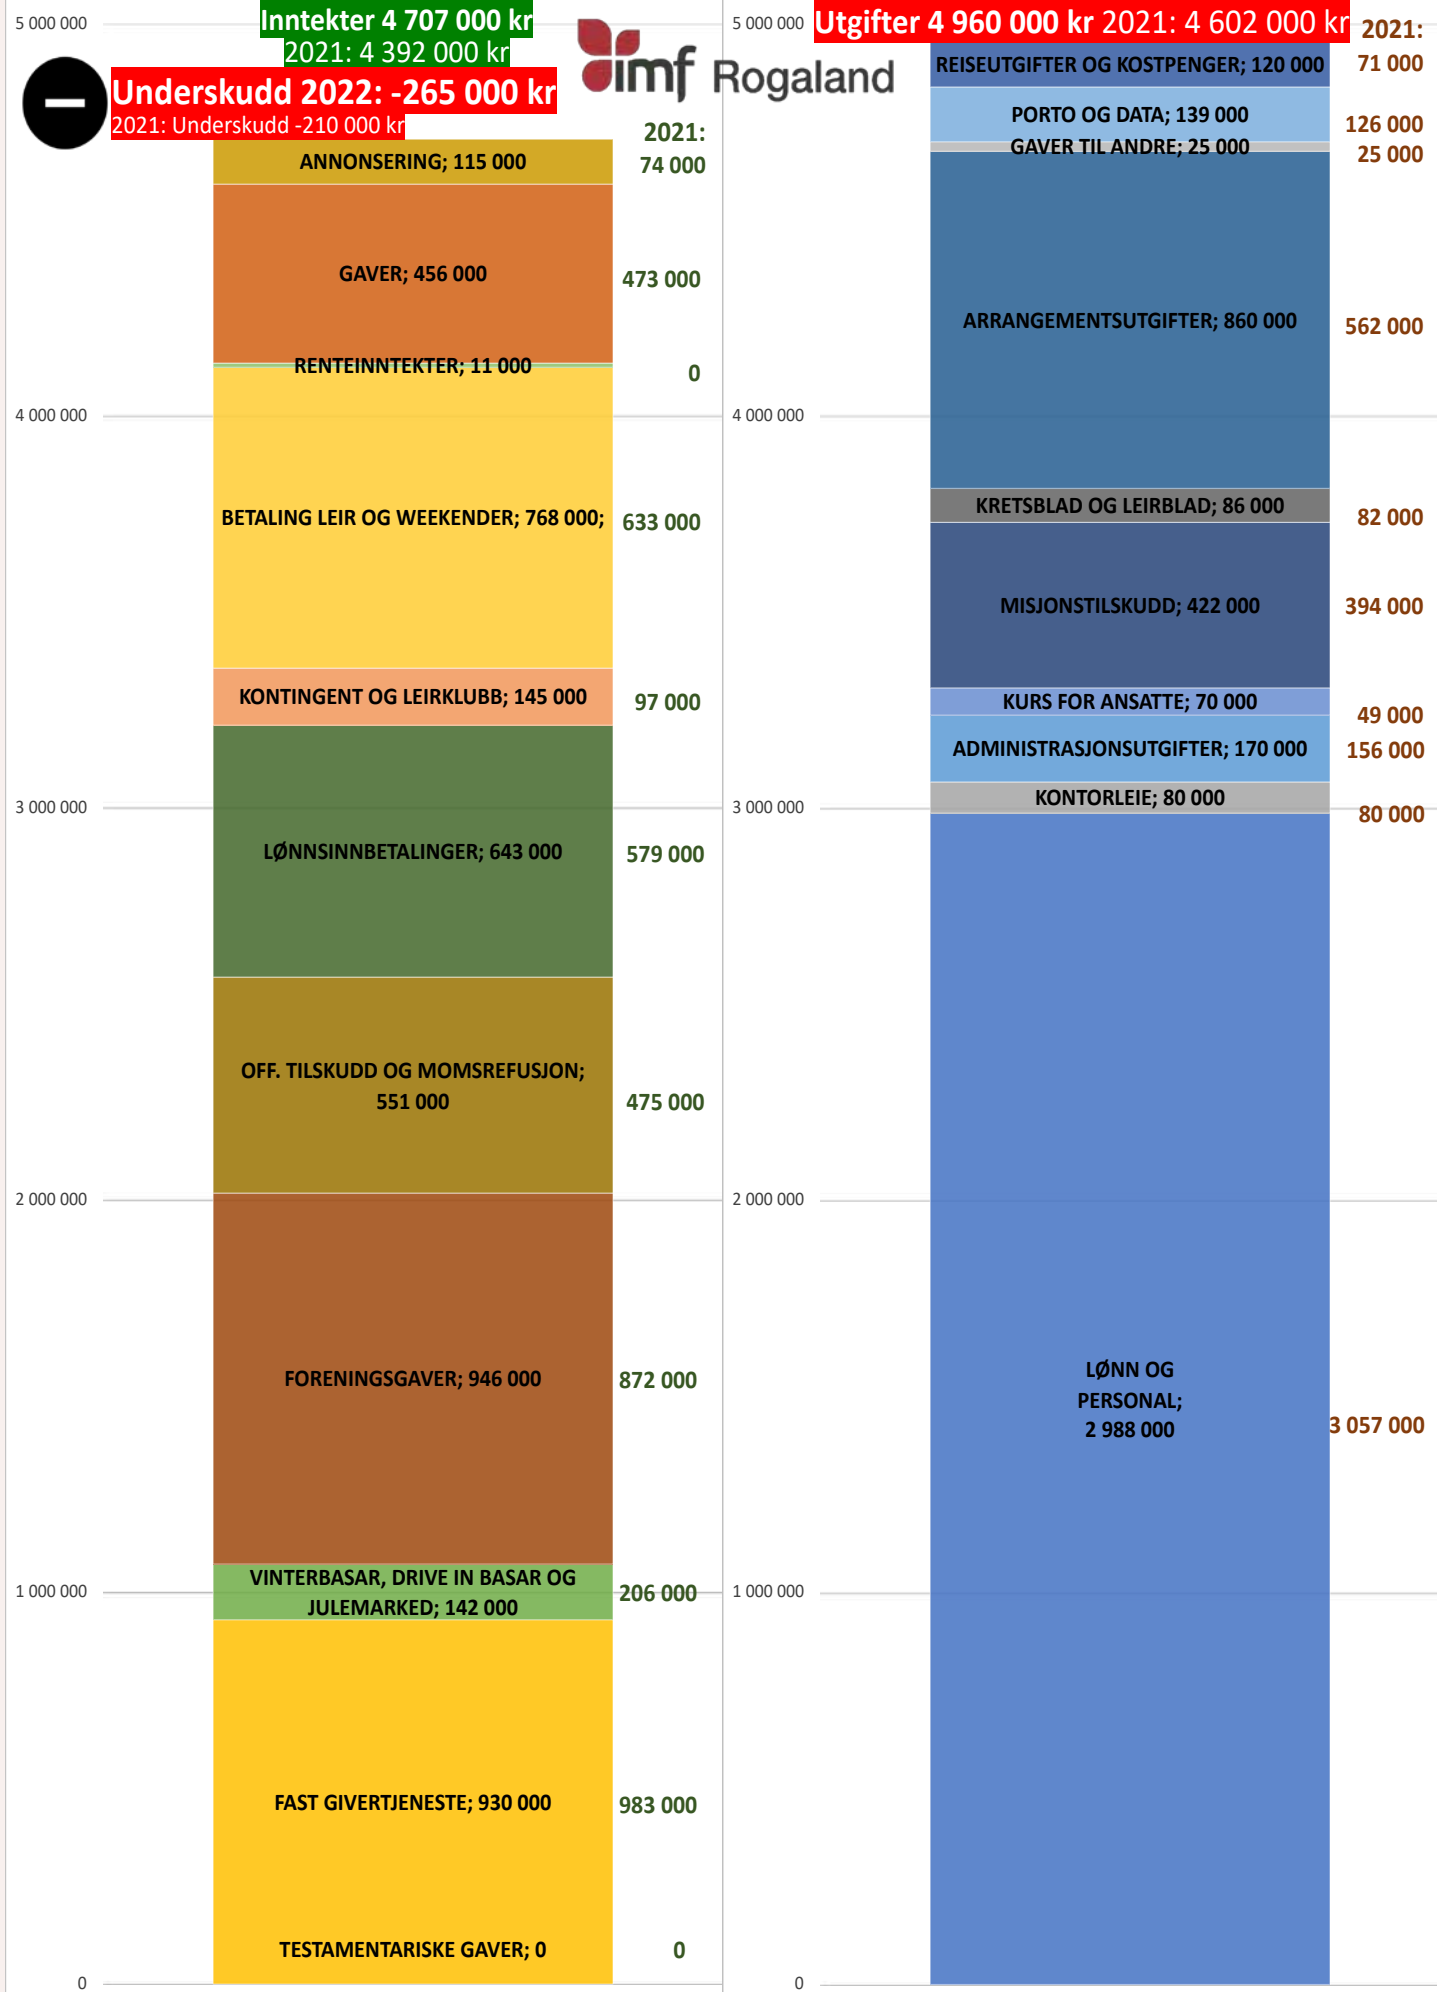 Inntekter 4 707 000 kr
2021: 4 392 000 kr
Underskudd 2022: -265 000 kr
2021: Underskudd -210 000 kr
imf Rogaland
2021:
ANNONSERING; 115 000
74 000
GAVER; 456 000
473 000
RENTEINNTEKTER; 11 000
0
BETALING LEIR OG WEEKENDER; 768 000;
633 000
KONTINGENT OG LEIRKLUBB; 145 000
97 000
LØNNSINNBETALINGER; 643 000
579 000
OFF. TILSKUDD OG MOMSREFUSJON;
551 000
475 000
FORENINGSGAVER; 946 000
872 000
VINTERBASAR, DRIVE IN BASAR OG
JULEMARKED; 142 000
206 000
FAST GIVERTJENESTE; 930 000
983 000
TESTAMENTARISKE GAVER; 0
0
5 000 000
4 000 000
3 000 000
2 000 000
1 000 000
0
Utgifter 4 960 000 kr 2021: 4 602 000 kr
2021:
REISEUTGIFTER OG KOSTPENGER; 120 000
71 000
PORTO OG DATA; 139 000
126 000
GAVER TIL ANDRE; 25 000
25 000
ARRANGEMENTSUTGIFTER; 860 000
562 000
KRETSBLAD OG LEIRBLAD; 86 000
82 000
MISJONSTILSKUDD; 422 000
394 000
KURS FOR ANSATTE; 70 000
49 000
ADMINISTRASJONSUTGIFTER; 170 000
156 000
KONTORLEIE; 80 000
80 000
LØNN OG
PERSONAL;
2 988 000
3 057 000
5 000 000
4 000 000
3 000 000
2 000 000
1 000 000
0